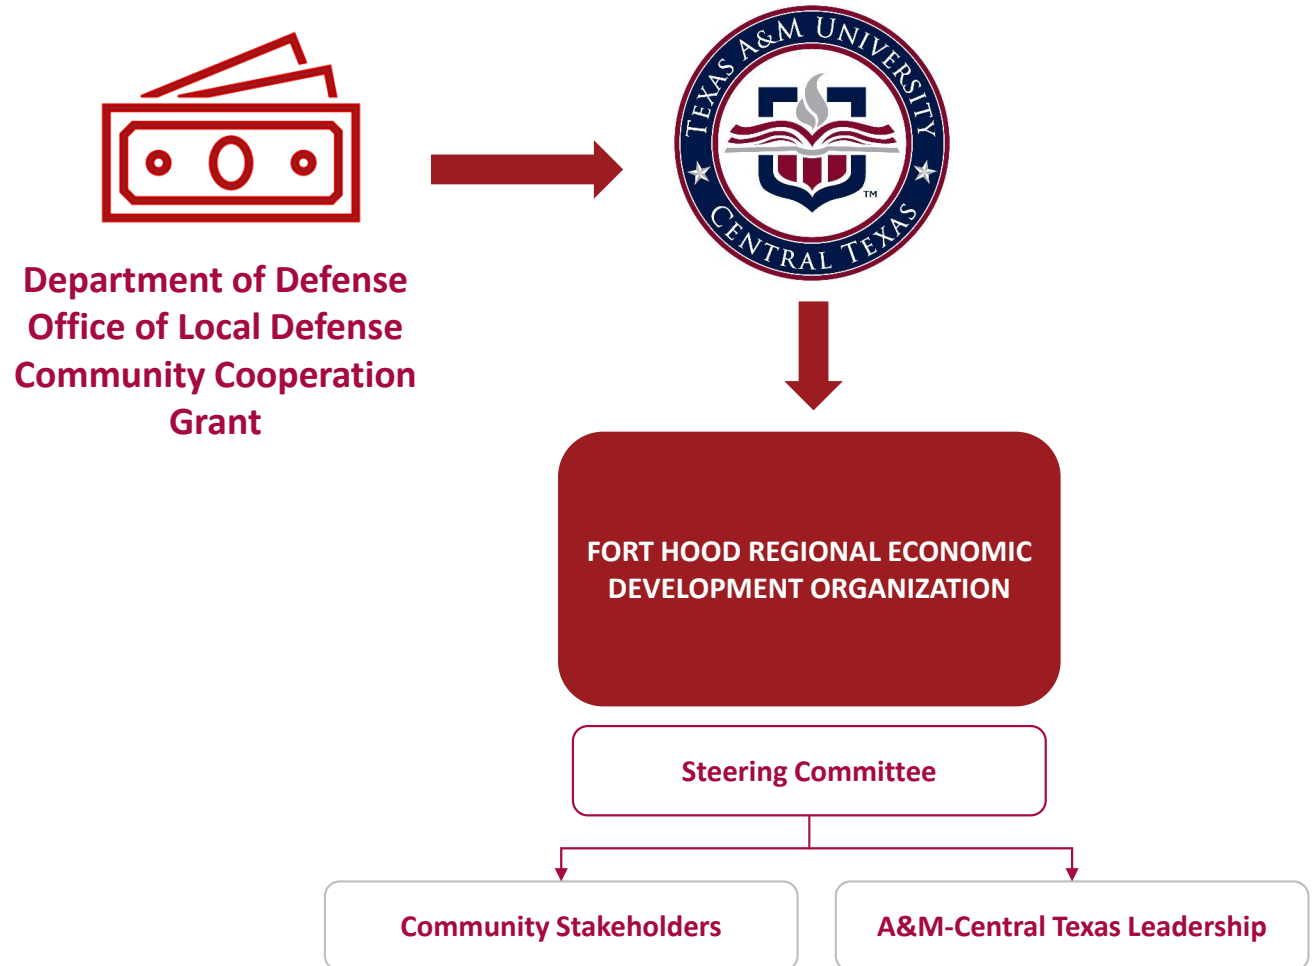 TEXAS A&M UNIVERSITY
CENTRAL TEXAS
TM
Department of Defense
Office of Local Defense
Community Cooperation
Grant
FORT HOOD REGIONAL ECONOMIC
DEVELOPMENT ORGANIZATION
Steering Committee
Community Stakeholders
A&M-Central Texas Leadership